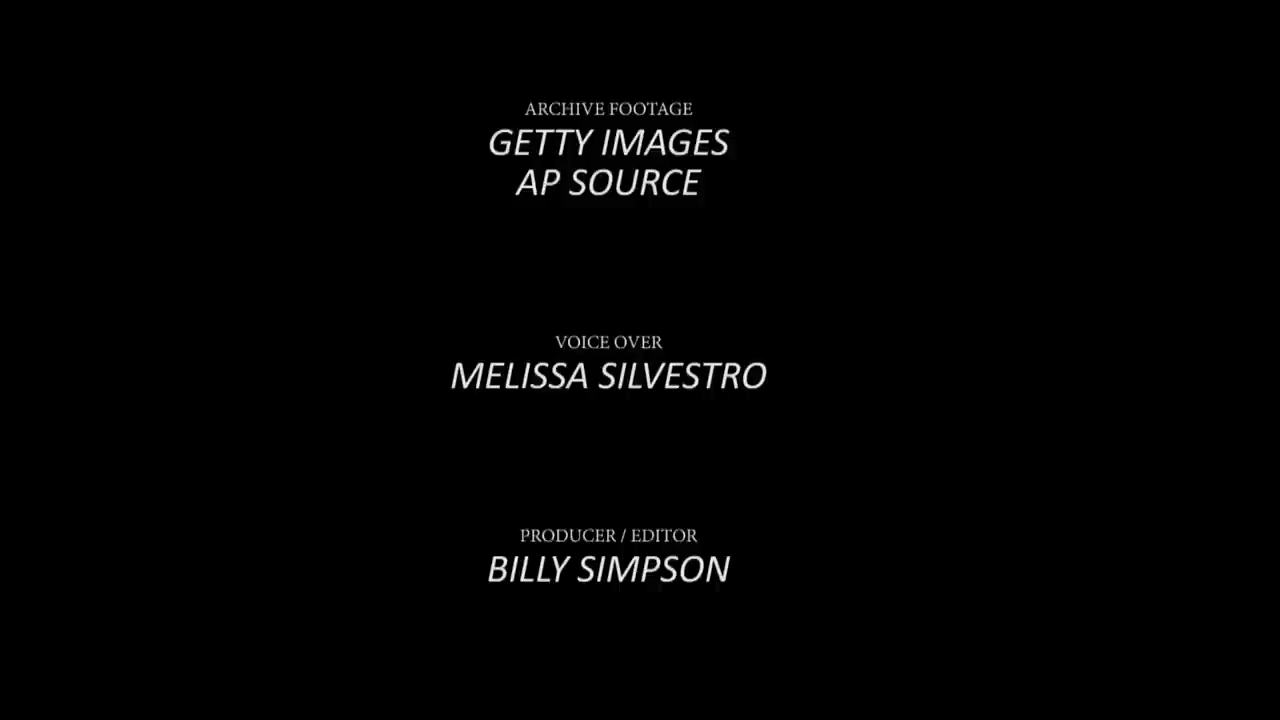 ARCHIVE FOOTAGE
GETTY IMAGES
AP SOURCE
VOICE OVER
MELISSA SILVESTRO
PRODUCER / EDITOR
BILLY SIMPSON